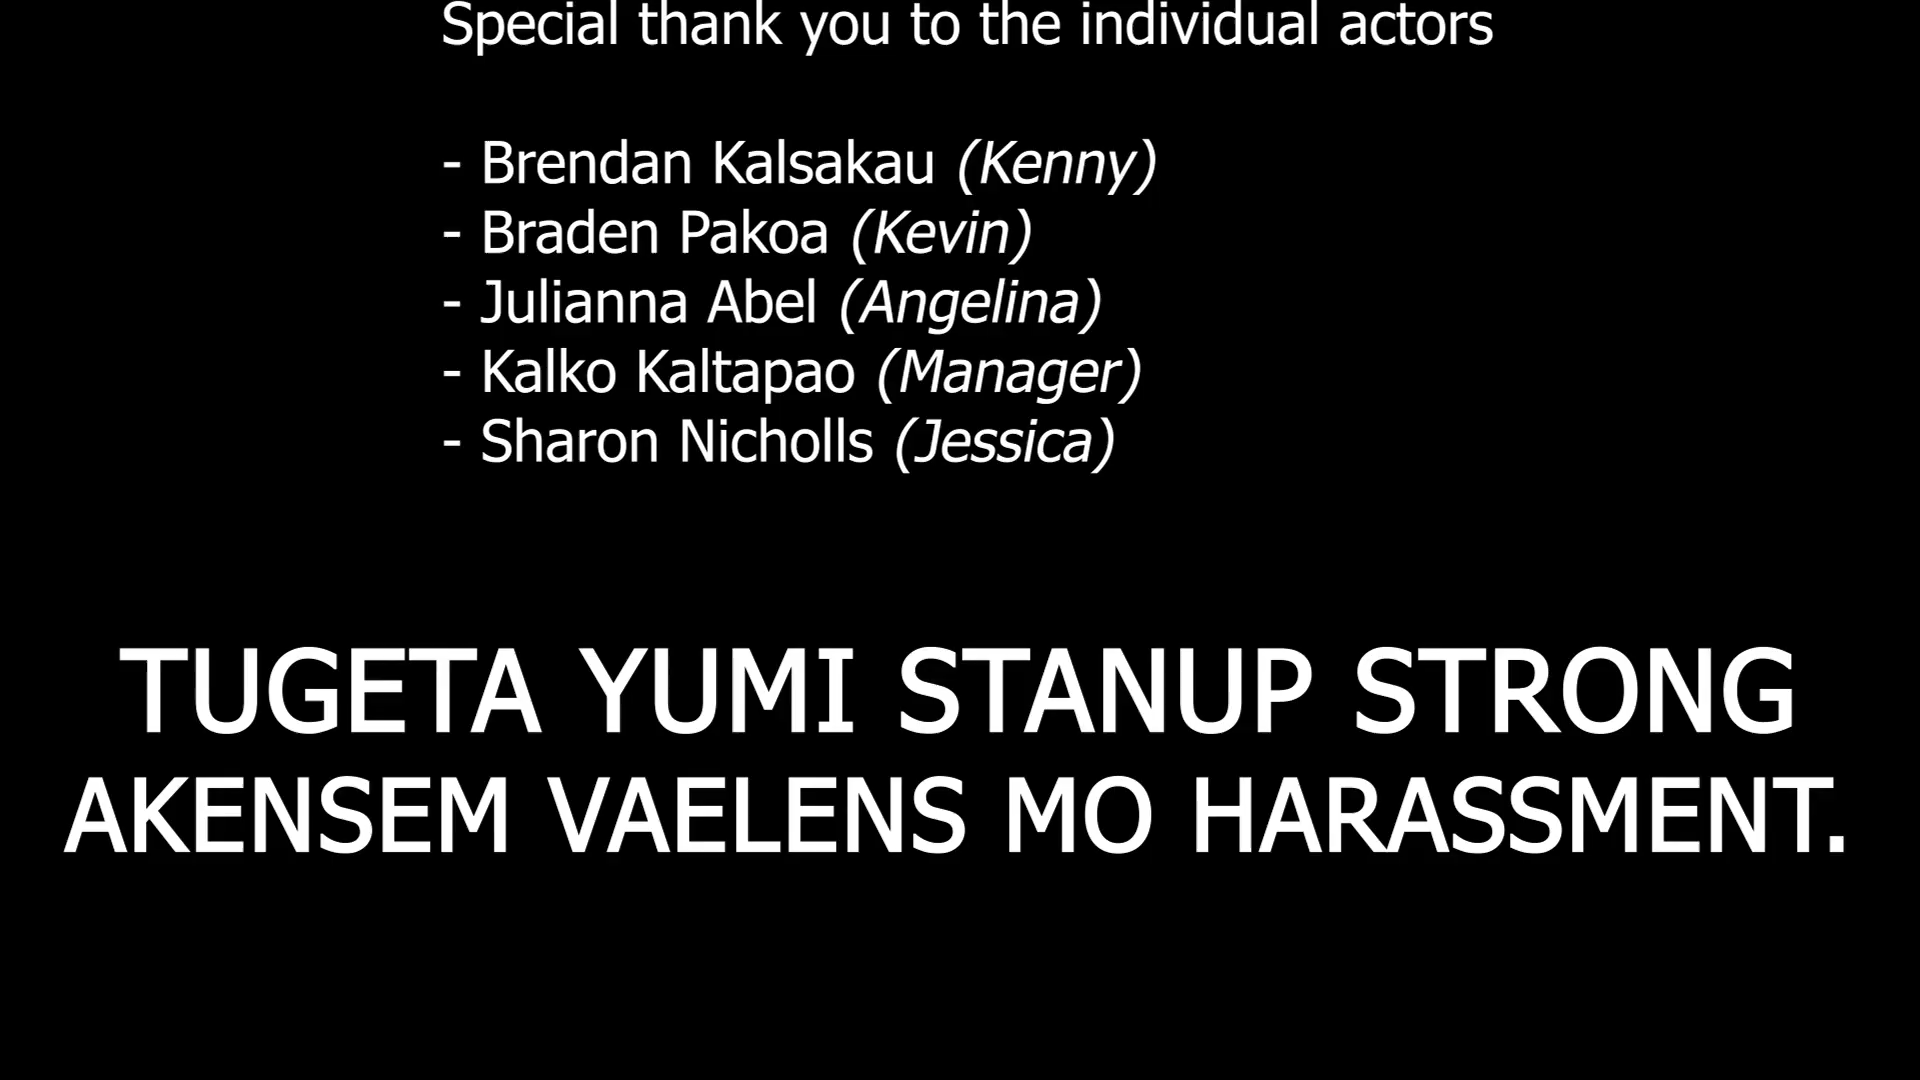 Special thank you to the individual actors
- Brendan Kalsakau (Kenny)
- Braden Pakoa (Kevin)
- Julianna Abel (Angelina)
- Kalko Kaltapao (Manager)
- Sharon Nicholls (Jessica)
TUGETA YUMI STANUP STRONG
AKENSEM VAELENS MO HARASSMENT.